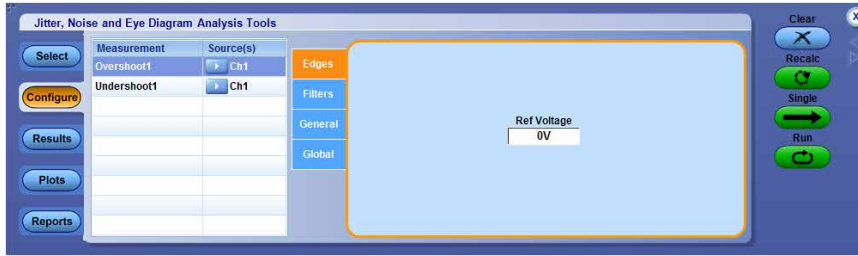 Jitter, Noise and Eye Diagram Analysis Tools
Clear
Select
Measurement Source(s)
Overshoot1 Ch1
Undershoot1 Ch1
Edges
Recalc
Configure
Filters
Single
General
Ref Voltage
0V
Results
Global
Run
Plots
Reports